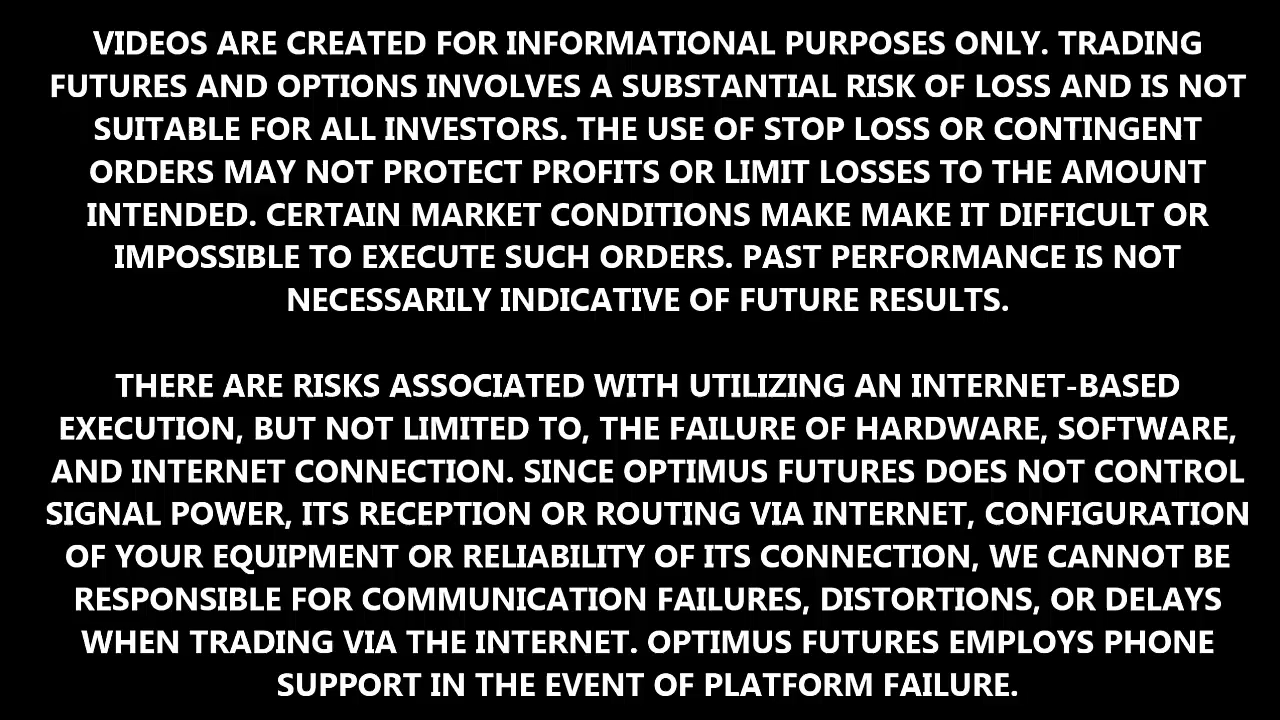 VIDEOS ARE CREATED FOR INFORMATIONAL PURPOSES ONLY. TRADING
FUTURES AND OPTIONS INVOLVES A SUBSTANTIAL RISK OF LOSS AND IS NOT
SUITABLE FOR ALL INVESTORS. THE USE OF STOP LOSS OR CONTINGENT
ORDERS MAY NOT PROTECT PROFITS OR LIMIT LOSSES TO THE AMOUNT
INTENDED. CERTAIN MARKET CONDITIONS MAKE MAKE IT DIFFICULT OR
IMPOSSIBLE TO EXECUTE SUCH ORDERS. PAST PERFORMANCE IS NOT
NECESSARILY INDICATIVE OF FUTURE RESULTS.
THERE ARE RISKS ASSOCIATED WITH UTILIZING AN INTERNET-BASED
EXECUTION, BUT NOT LIMITED TO, THE FAILURE OF HARDWARE, SOFTWARE,
AND INTERNET CONNECTION. SINCE OPTIMUS FUTURES DOES NOT CONTROL
SIGNAL POWER, ITS RECEPTION OR ROUTING VIA INTERNET, CONFIGURATION
OF YOUR EQUIPMENT OR RELIABILITY OF ITS CONNECTION, WE CANNOT BE
RESPONSIBLE FOR COMMUNICATION FAILURES, DISTORTIONS, OR DELAYS
WHEN TRADING VIA THE INTERNET. OPTIMUS FUTURES EMPLOYS PHONE
SUPPORT IN THE EVENT OF PLATFORM FAILURE.